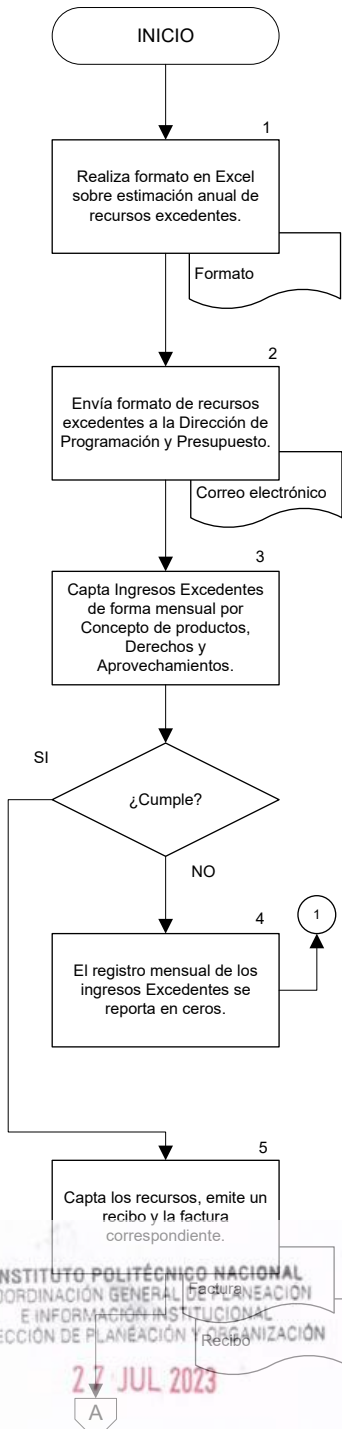 INICIO
1
Realiza formato en Excel
sobre estimación anual de
recursos excedentes.
Formato
2
Envía formato de recursos
excedentes a la Dirección de
Programación y Presupuesto.
Correo electrónico
3
Capta Ingresos Excedentes
de forma mensual por
Concepto de productos,
Derechos y
Aprovechamientos.
SI
¿Cumple?
NO
4
1
El registro mensual de los
ingresos Excedentes se
reporta en ceros.
5
Capta los recursos, emite un
recibo y la factura
correspondiente.
NSTITUTO POLITÉCNICO NACIONAL
OORDINACIÓN GENERAL DE PLANEACIÓN
Factura
E INFORMACIÓN INSTITUCIONAL
ECCIÓN DE PLANEACIÓN Y ORGANIZACIÓN
Recibo
27 JUL 2023
A